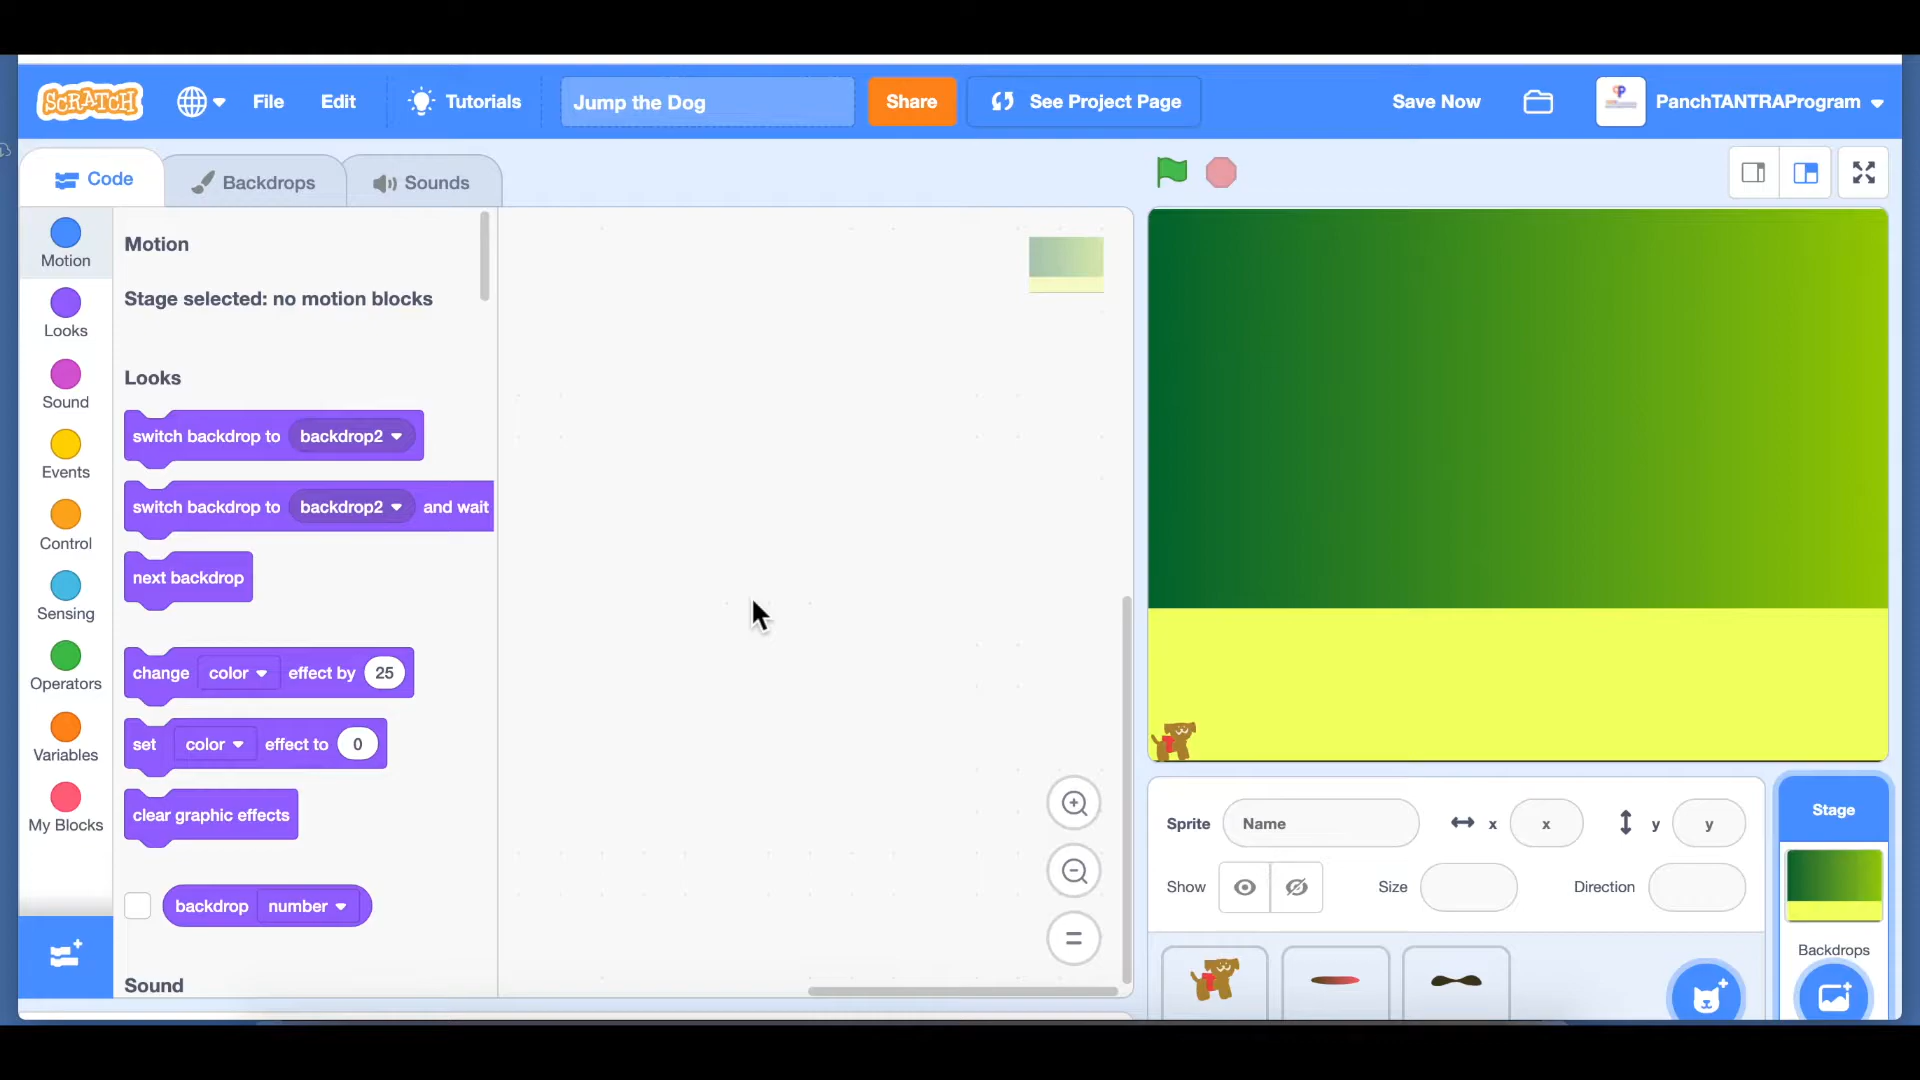 SCRATCH File Edit Tutorials Jump the Dog Share See Project Page Save Now PanchTANTRAProgram
Code Backdrops Sounds
Motion
Looks
Sound
Events
Control
Sensing
Operators
Variables
My Blocks
Motion
Stage selected: no motion blocks
Looks
switch backdrop to backdrop2
switch backdrop to backdrop2 and wait
next backdrop
change color effect by 25
set color effect to 0
clear graphic effects
backdrop number
Sound
Sprite Name x x y y
Show Size Direction
Stage
Backdrops